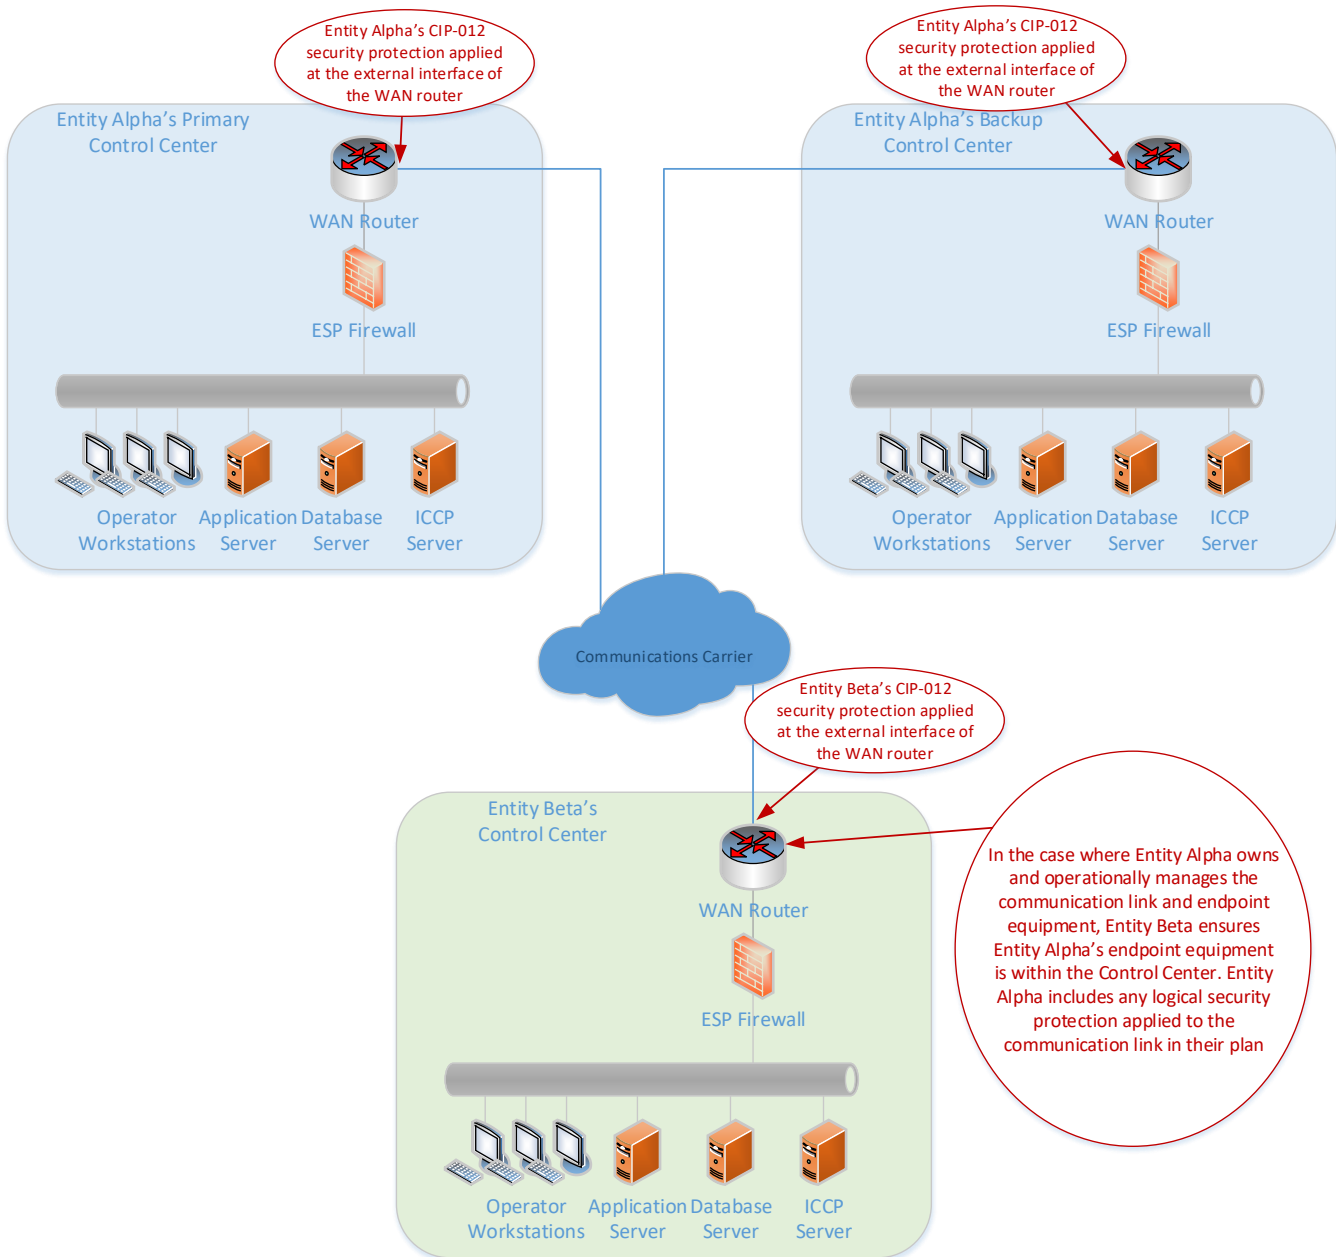 Entity Alpha’s CIP-012
security protection applied
at the external interface of
the WAN router
Entity Alpha’s CIP-012
security protection applied
at the external interface of
the WAN router
Entity Alpha’s Primary
Control Center
WAN Router
ESP Firewall
Operator
Workstations
Application
Server
Database
Server
ICCP
Server
Entity Alpha’s Backup
Control Center
WAN Router
ESP Firewall
Operator
Workstations
Application
Server
Database
Server
ICCP
Server
Communications Carrier
Entity Beta’s CIP-012
security protection applied
at the external interface of
the WAN router
Entity Beta’s
Control Center
WAN Router
ESP Firewall
In the case where Entity Alpha owns
and operationally manages the
communication link and endpoint
equipment, Entity Beta ensures
Entity Alpha’s endpoint equipment
is within the Control Center. Entity
Alpha includes any logical security
protection applied to the
communication link in their plan
Operator
Workstations
Application
Server
Database
Server
ICCP
Server